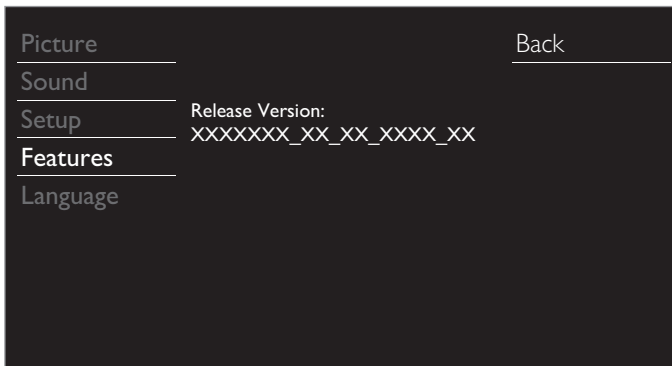 Picture
Back
Sound
Setup
Release Version:
XXXXXXX_XX_XX_XXXX_XX
Features
Language